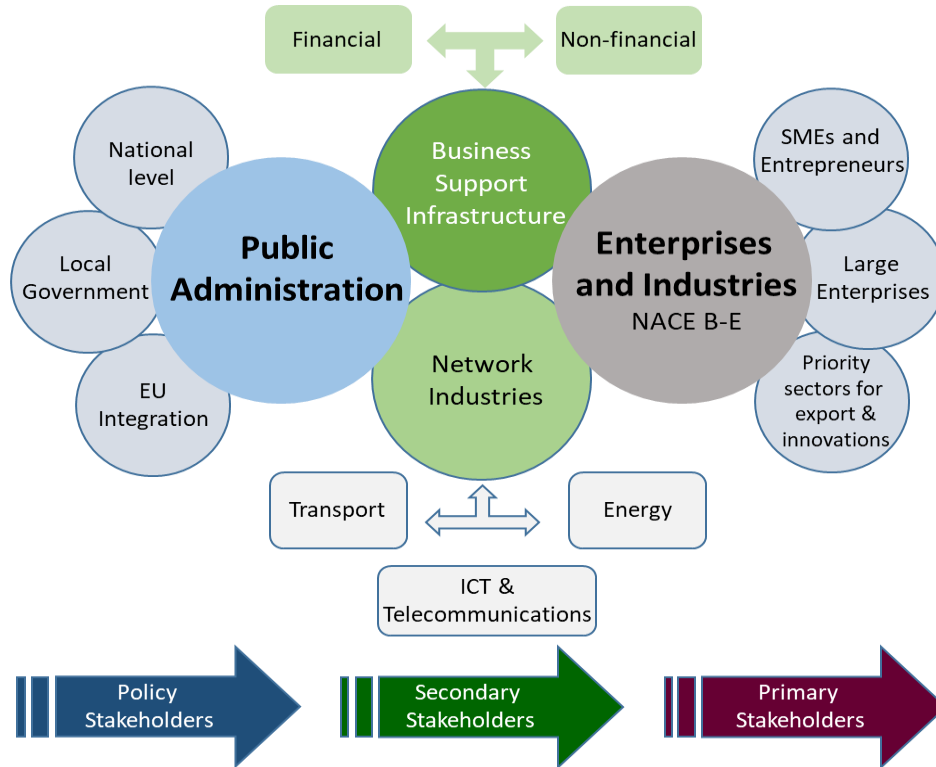 Financial
Non-financial
National
level
Local
Government
EU
Integration
Public
Administration
Business
Support
Infrastructure
Network
Industries
Enterprises
and Industries
NACE B-E
SMEs and
Entrepreneurs
Large
Enterprises
Priority
sectors for
export &
innovations
Transport
Energy
ICT &
Telecommunications
Policy
Stakeholders
Secondary
Stakeholders
Primary
Stakeholders